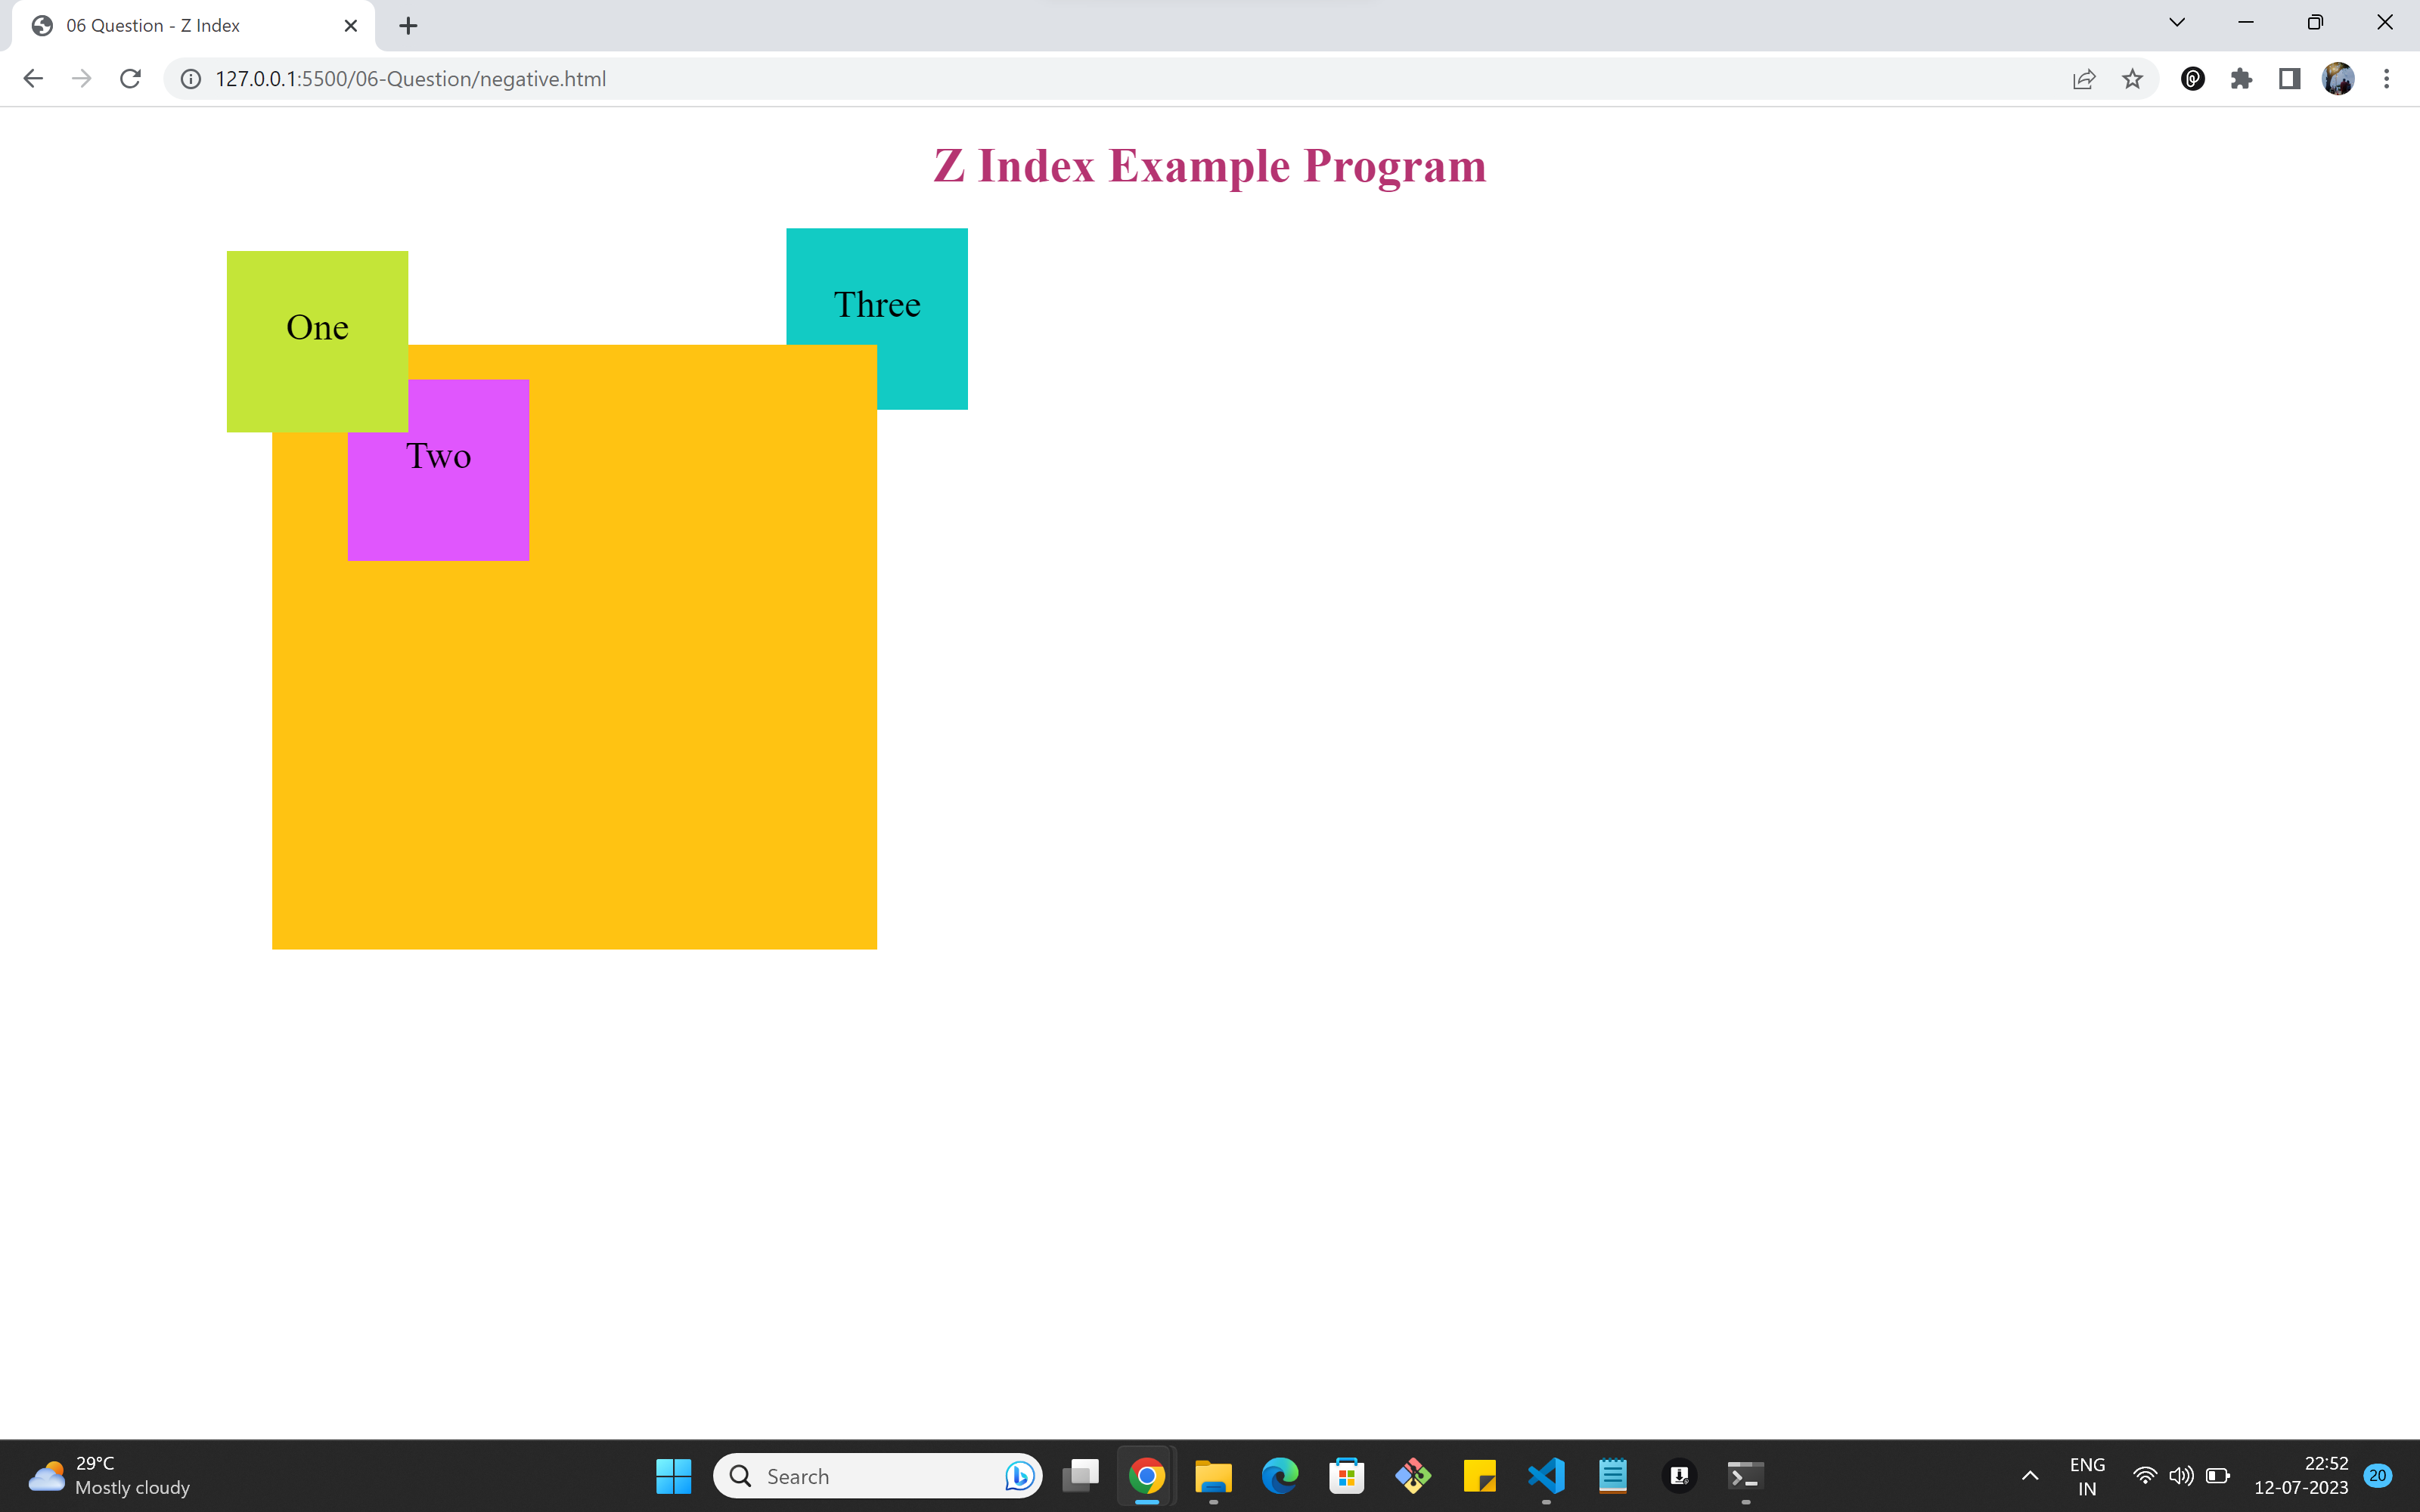 06 Question - Z Index
127.0.0.1:5500/06-Question/negative.html
Z Index Example Program
One
Three
Two
29°C
Mostly cloudy
Search
ENG
IN
22:52
12-07-2023
20